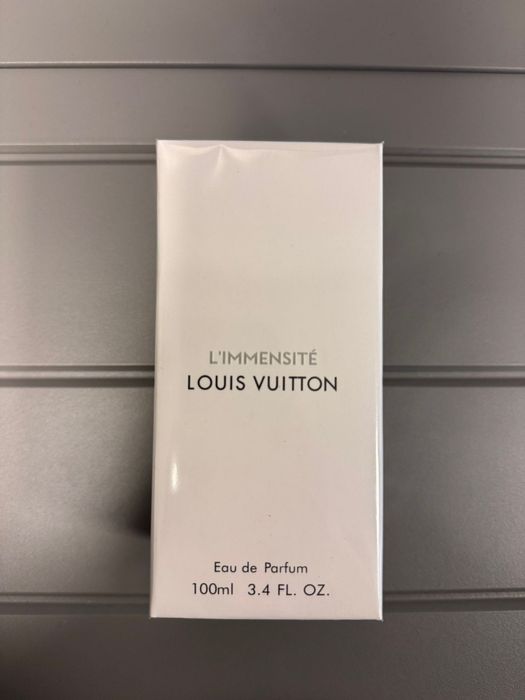 L'IMMENSITÉ
LOUIS VUITTON
Eau de Parfum
100ml 3.4 FL. OZ.